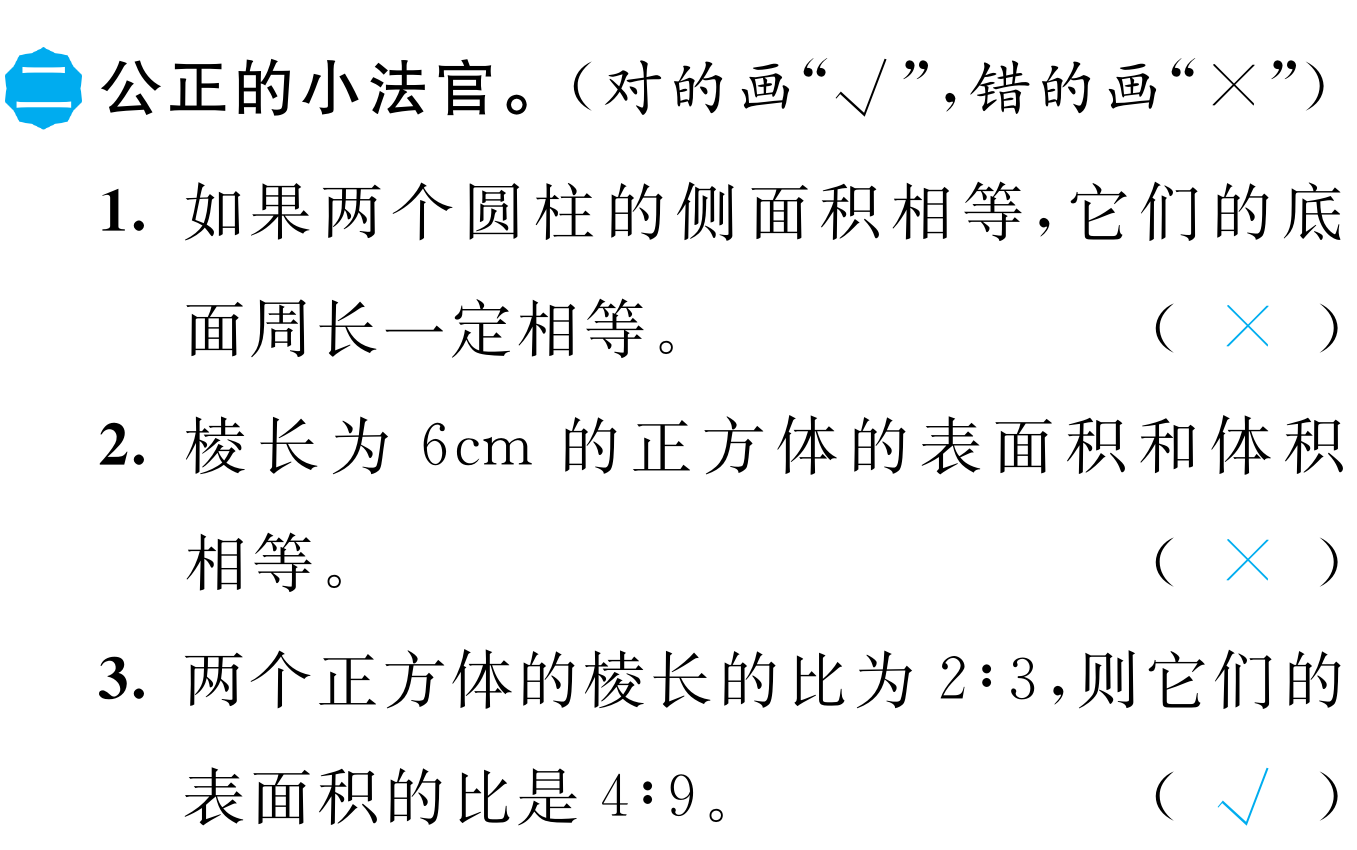 二 公正的小法官。(对的画“√”,错的画“×”)
1. 如果两个圆柱的侧面积相等,它们的底
面周长一定相等。 ( × )
2. 棱长为 6cm 的正方体的表面积和体积
相等。 ( × )
3. 两个正方体的棱长的比为 2∶3,则它们的
表面积的比是 4∶9。 ( √ )